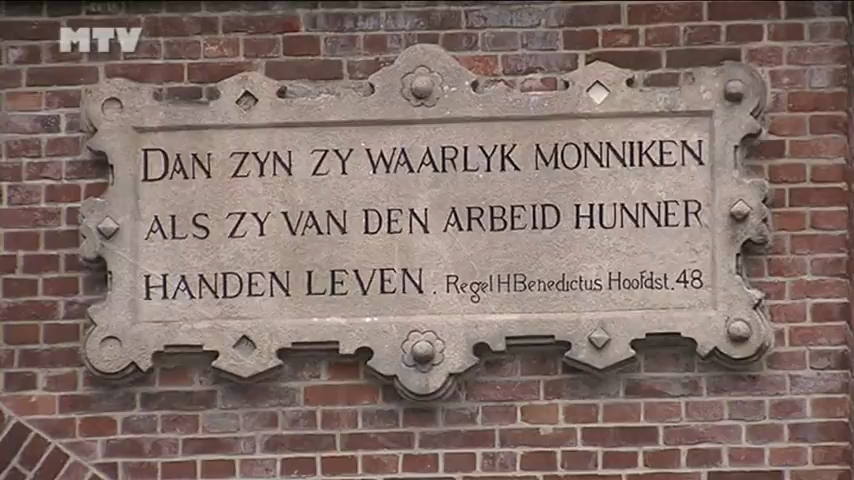 MTV
DAN ZYN ZY WAARLYK MONNIKEN
ALS ZY VAN DEN ARBEID HUNNER
HANDEN LEVEN. Regel H Benedictus Hoofdst. 48